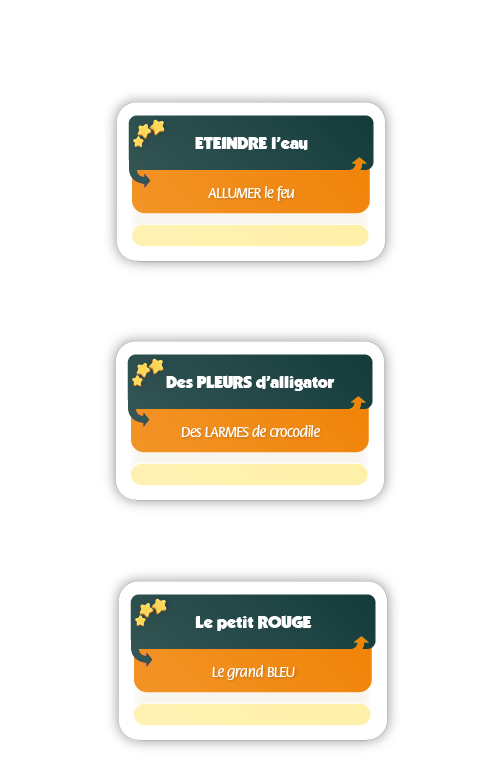 ETEINDRE l'eau
ALLUMER le feu
Des PLEURS d'alligator
Des LARMES de crocodile
Le petit ROUGE
Le grand BLEU